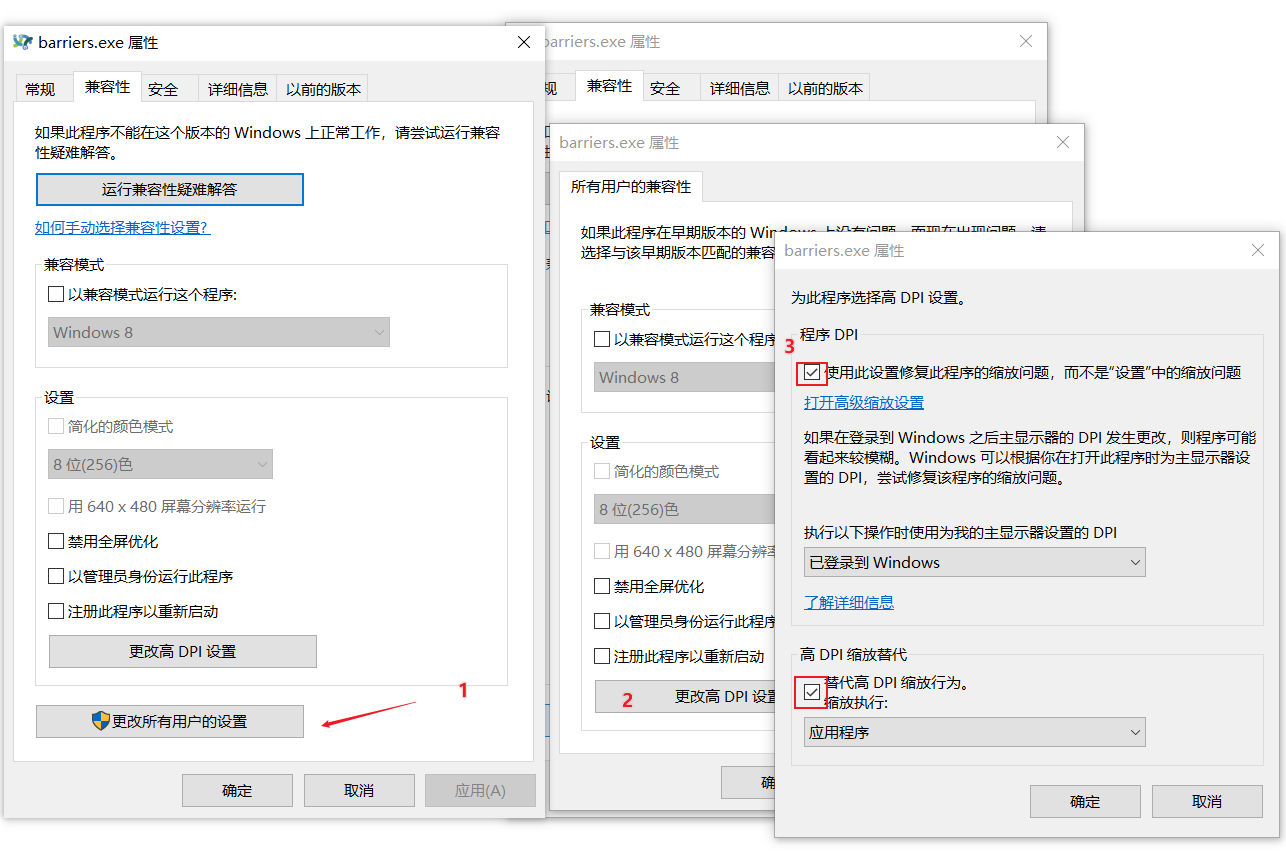 barriers.exe 属性
常规
兼容性
安全
详细信息
以前的版本
如果此程序不能在这个版本的 Windows 上正常工作，请尝试运行兼容
性疑难解答。
运行兼容性疑难解答
如何手动选择兼容性设置?
兼容模式
以兼容模式运行这个程序:
Windows 8
设置
简化的颜色模式
8 位(256)色
用 640 x 480 屏幕分辨率运行
禁用全屏优化
以管理员身份运行此程序
注册此程序以重新启动
更改高 DPI 设置
1
更改所有用户的设置
确定
取消
应用(A)
barriers.exe 属性
规
兼容性
安全
详细信息
以前的版本
barriers.exe 属性
所有用户的兼容性
如果此程序在早期版本的 Windows 上没有问题，而现在出现问题，请
选择与该早期版本匹配的兼容
兼容模式
以兼容模式运行这个程序
Windows 8
设置
简化的颜色模式
8 位(256)色
用 640 x 480 屏幕分辨率
禁用全屏优化
以管理员身份运行此程序
注册此程序以重新启动
2
更改高 DPI 设置
确
barriers.exe 属性
为此程序选择高 DPI 设置。
程序 DPI
3
使用此设置修复此程序的缩放问题，而不是“设置”中的缩放问题
打开高级缩放设置
如果在登录到 Windows 之后主显示器的 DPI 发生更改，则程序可能
看起来较模糊。Windows 可以根据你在打开此程序时为主显示器设
置的 DPI，尝试修复该程序的缩放问题。
执行以下操作时使用为我的主显示器设置的 DPI
已登录到 Windows
了解详细信息
高 DPI 缩放替代
替代高 DPI 缩放行为。
缩放执行:
应用程序
确定
取消